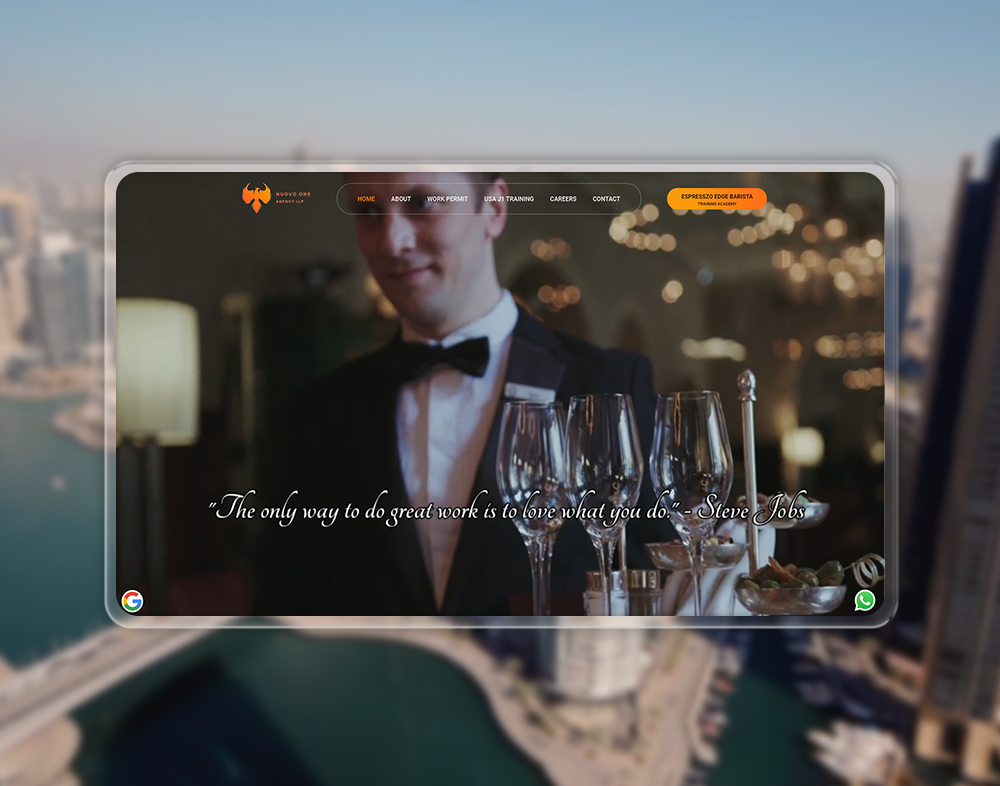 NUOVO ONE
AGENCY LLP
HOME ABOUT WORK PERMIT USA J1 TRAINING CAREERS CONTACT
ESPRESSZO EDGE BARISTA
TRAINING ACADEMY
"The only way to do great work is to love what you do." - Steve Jobs